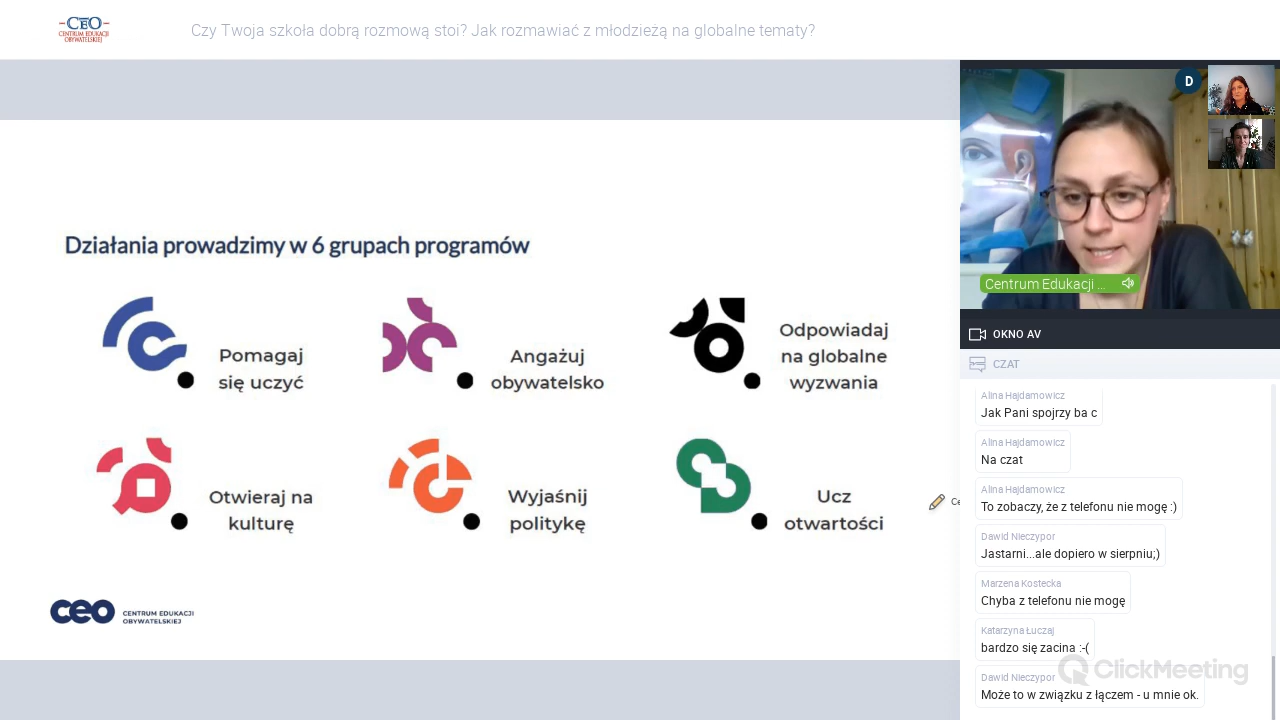 CEO
CENTRUM EDUKACJI
OBYWATELSKIEJ
Czy Twoja szkoła dobrą rozmową stoi? Jak rozmawiać z młodzieżą na globalne tematy?
Działania prowadzimy w 6 grupach programów
Pomagaj
się uczyć
Angażuj
obywatelsko
Odpowiadaj
na globalne
wyzwania
Otwieraj na
kulturę
Wyjaśnij
politykę
Ucz
otwartości
Ce
ceo
CENTRUM EDUKACJI
OBYWATELSKIEJ
D
Centrum Edukacji ...
OKNO AV
CZAT
Alina Hajdamowicz
Jak Pani spojrzy ba c
Alina Hajdamowicz
Na czat
Alina Hajdamowicz
To zobaczy, że z telefonu nie mogę :)
Dawid Nieczypor
Jastarni...ale dopiero w sierpniu;)
Marzena Kostecka
Chyba z telefonu nie mogę
Katarzyna Łuczaj
bardzo się zacina :-(
ClickMeeting
Dawid Nieczypor
Może to w związku z łączem - u mnie ok.